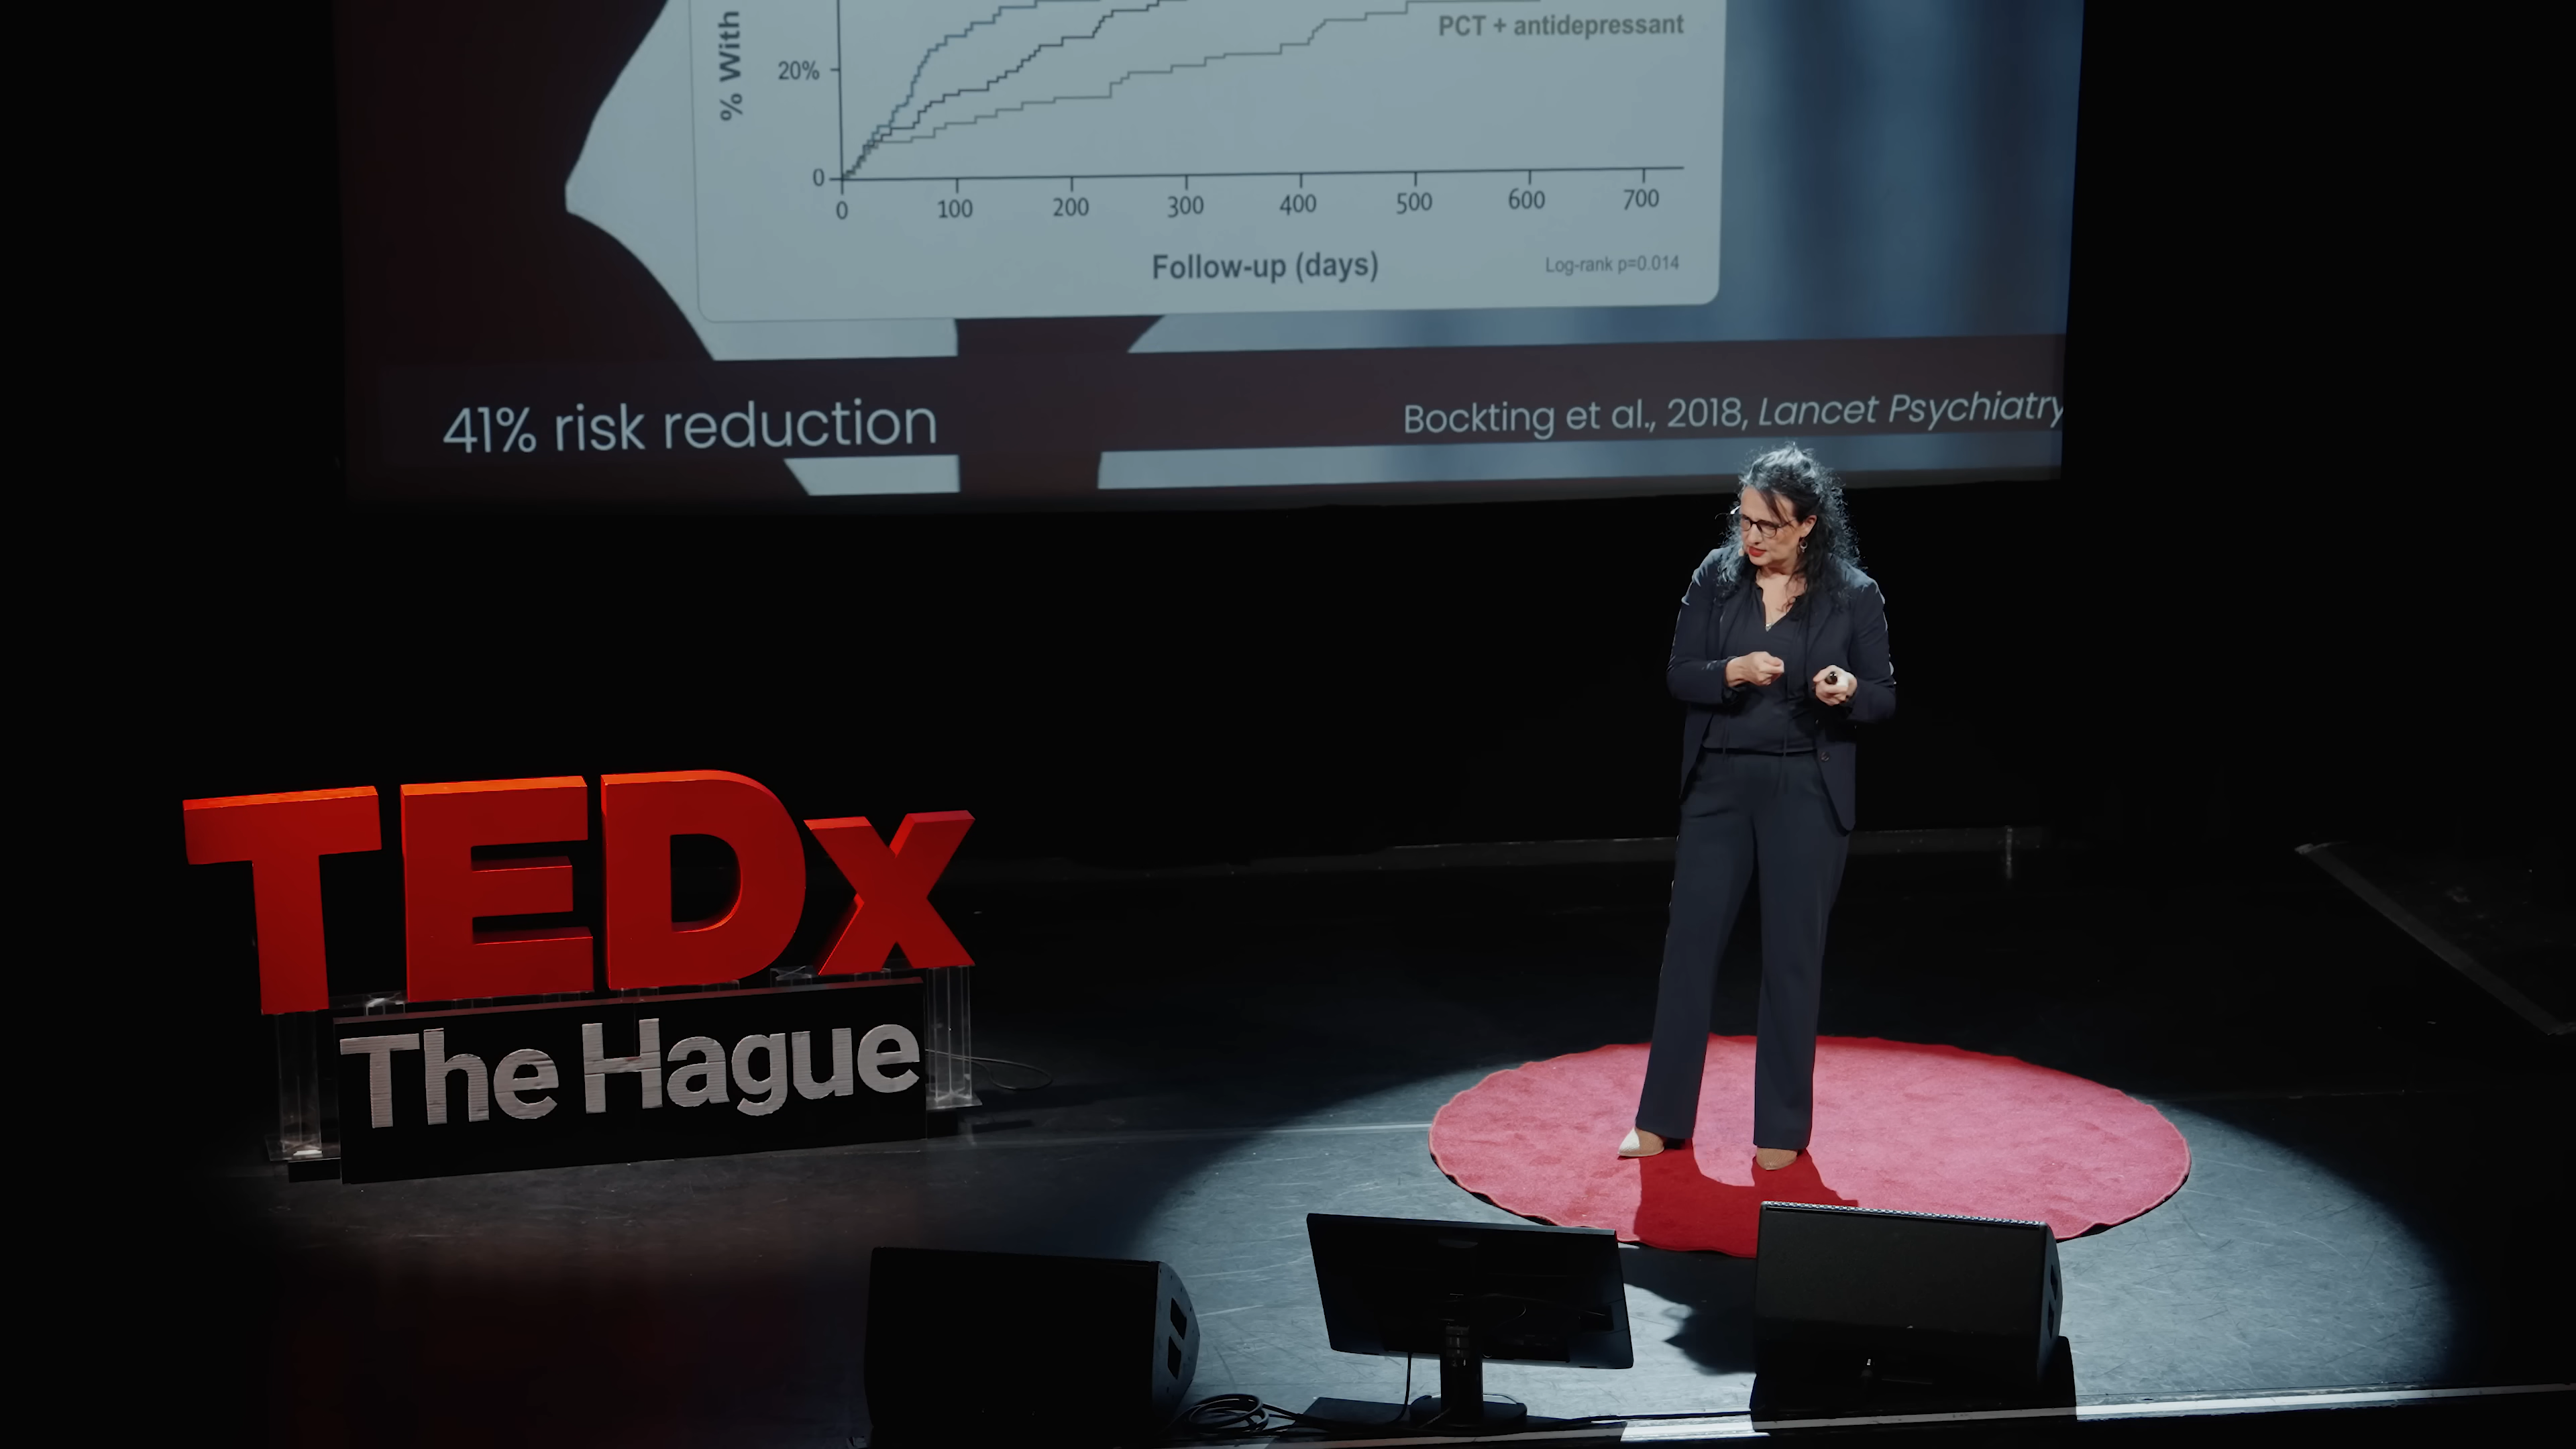 % With
PCT + antidepressant
20%
0
0 100 200 300 400 500 600 700
Follow-up (days)
Log-rank p=0.014
41% risk reduction
Bockting et al., 2018, Lancet Psychiatry
TEDx
The Hague